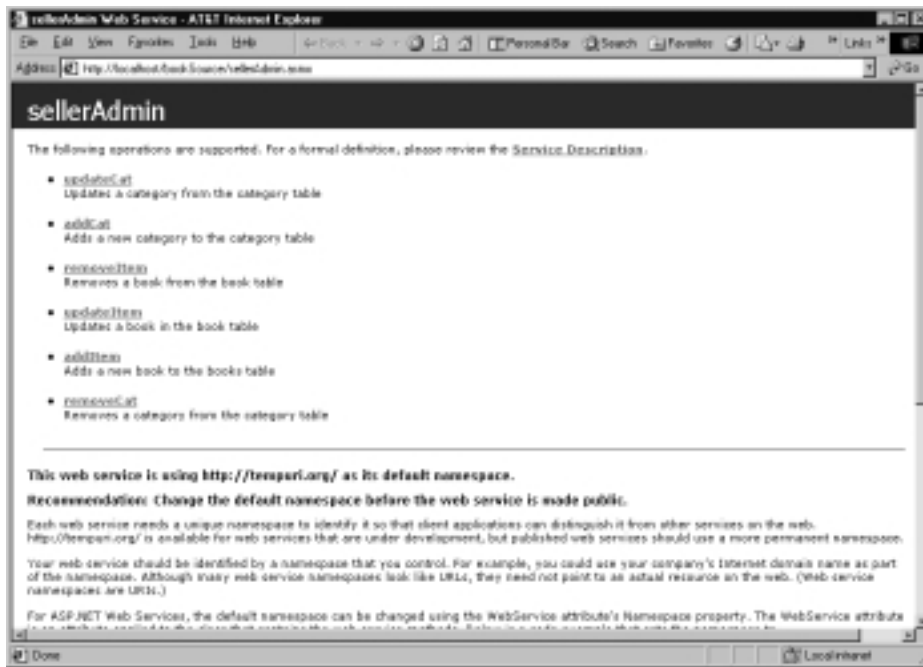 sellerAdmin Web Service - AT&T Internet Explorer
File Edit View Favorites Tools Help Back Personal Bar Search Favorites Links
Address http://localhost/bookSource/sellerAdmin.asmx Go
sellerAdmin
The following operations are supported. For a formal definition, please review the Service Description.
• updateCat
Updates a category from the category table
• addCat
Adds a new category to the category table
• removeItem
Removes a book from the book table
• updateItem
Updates a book in the book table
• addItem
Adds a new book to the books table
• removeCat
Removes a category from the category table
This web service is using http://tempuri.org/ as its default namespace.
Recommendation: Change the default namespace before the web service is made public.
Each web service needs a unique namespace to identify it so that client applications can distinguish it from other services on the web.
http://tempuri.org/ is available for web services that are under development, but published web services should use a more permanent namespace.
Your web service should be identified by a namespace that you control. For example, you could use your company's Internet domain name as part
of the namespace. Although many web service namespaces look like URLs, they need not point to an actual resource on the web. (Web service
namespaces are URIs.)
For ASP.NET Web Services, the default namespace can be changed using the WebService attribute's Namespace property. The WebService attribute
Done Local intranet